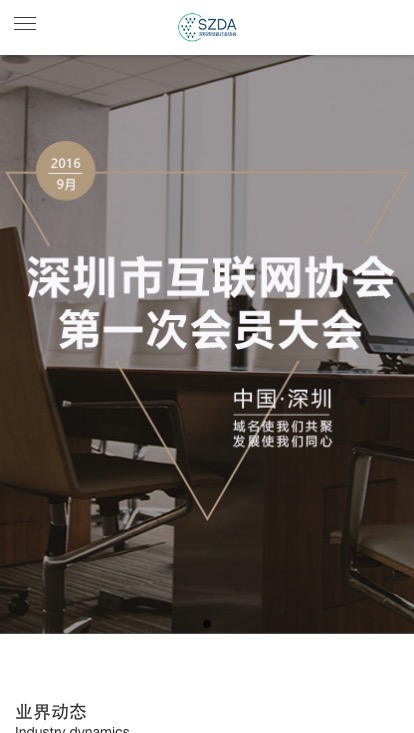 SZDA
2016
9月
深圳市互联网协会
第一次会员大会
中国·深圳
域名使我们共聚
发展使我们同心
业界动态
Industry dynamics